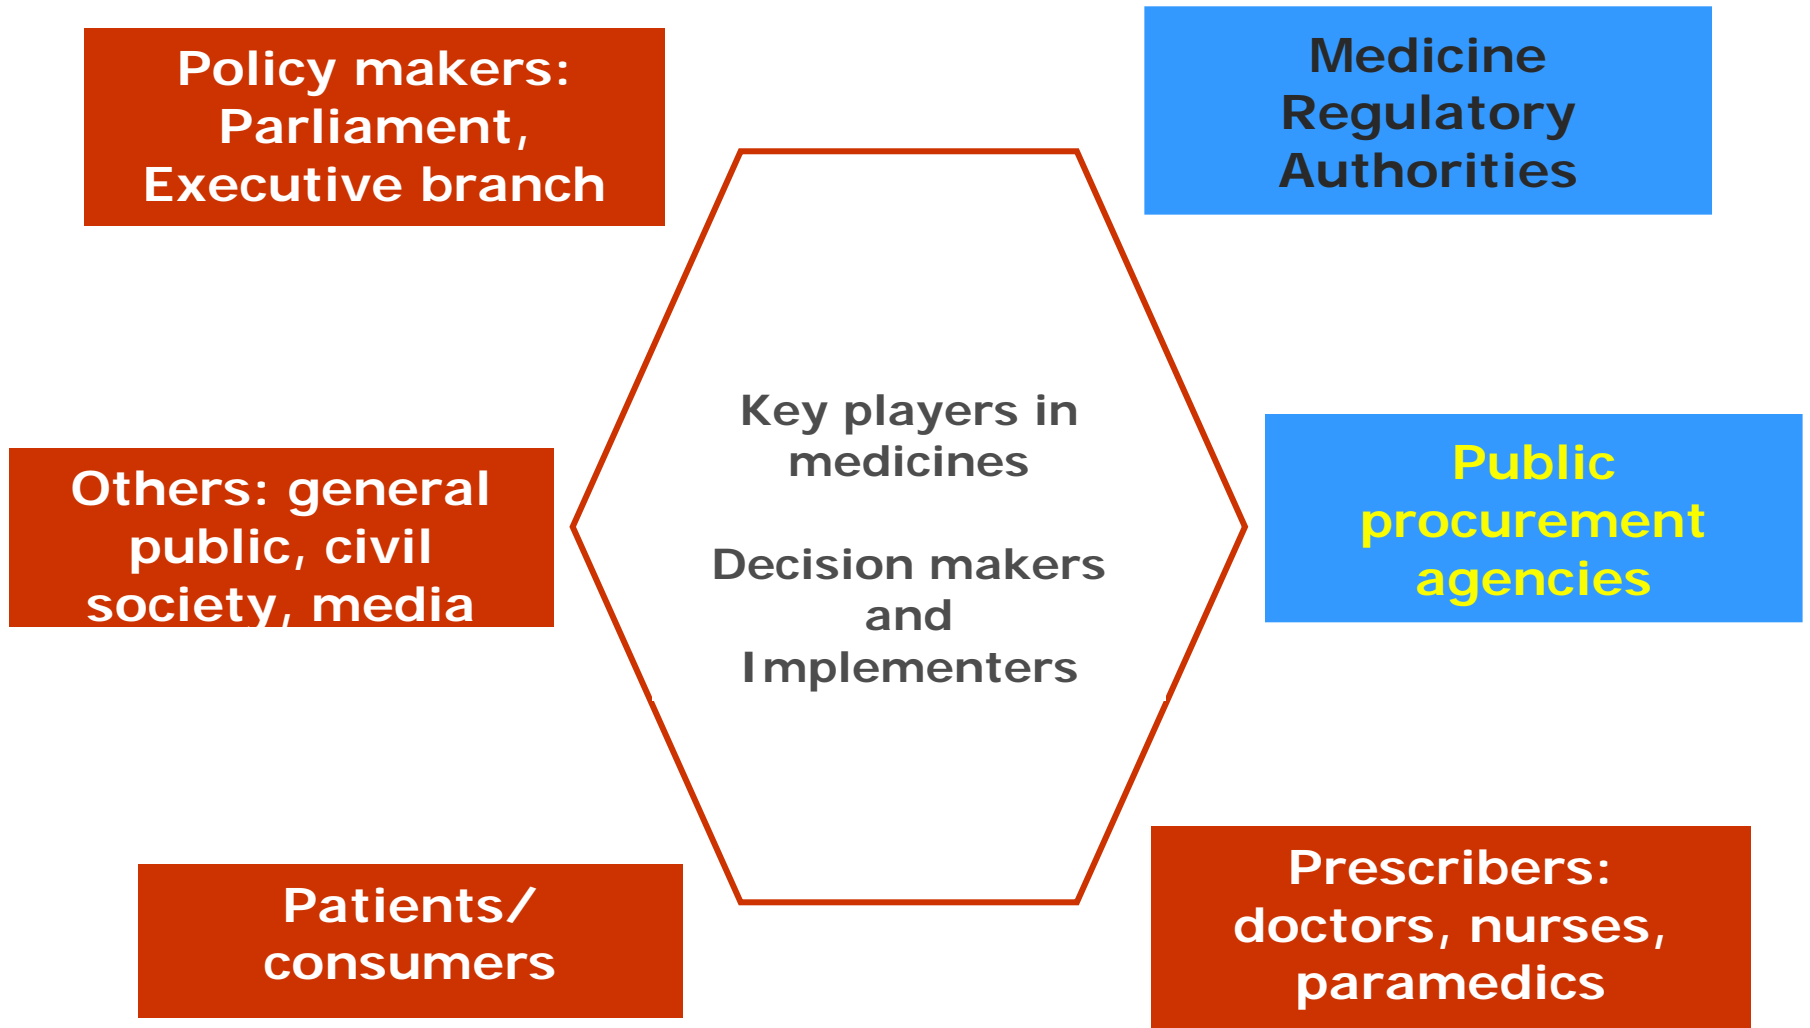 Policy makers:
Parliament,
Executive branch
Medicine
Regulatory
Authorities
Key players in
medicines
Decision makers
and
Implementers
Others: general
public, civil
society, media
Public
procurement
agencies
Patients/
consumers
Prescribers:
doctors, nurses,
paramedics